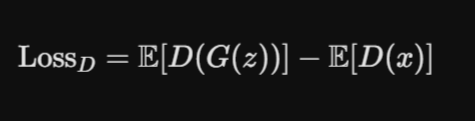 Loss_D = 𝔼[D(G(z))] − 𝔼[D(x)]